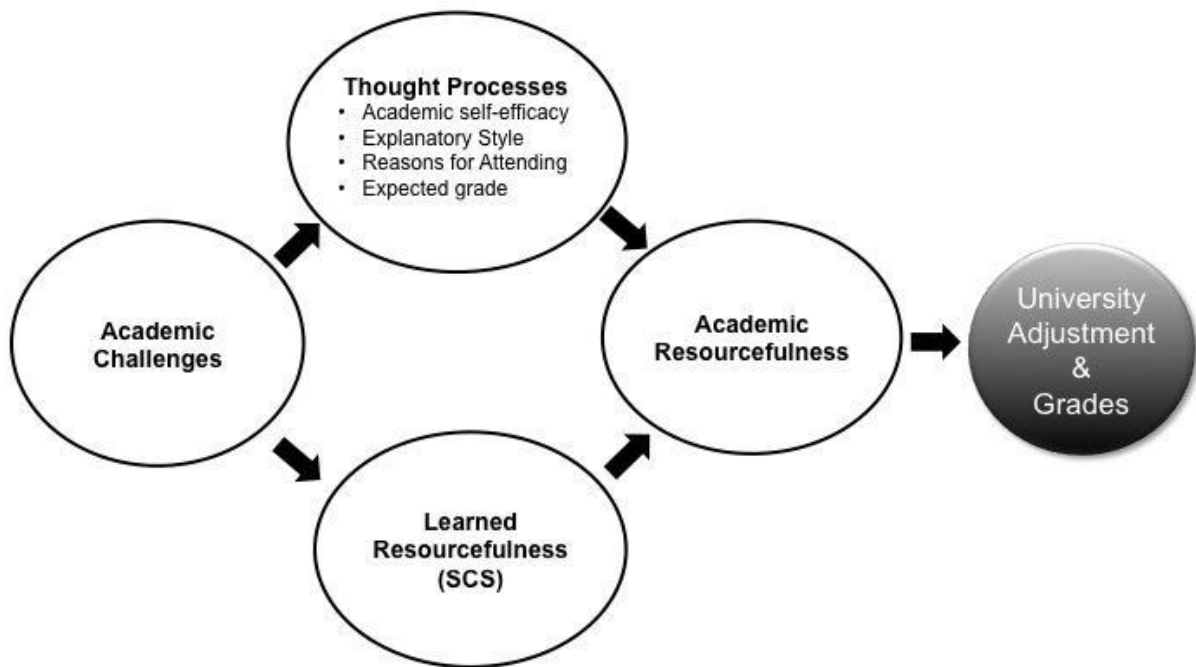 Thought Processes
• Academic self-efficacy
• Explanatory Style
• Reasons for Attending
• Expected grade
Academic
Challenges
Academic
Resourcefulness
University
Adjustment
&
Grades
Learned
Resourcefulness
(SCS)